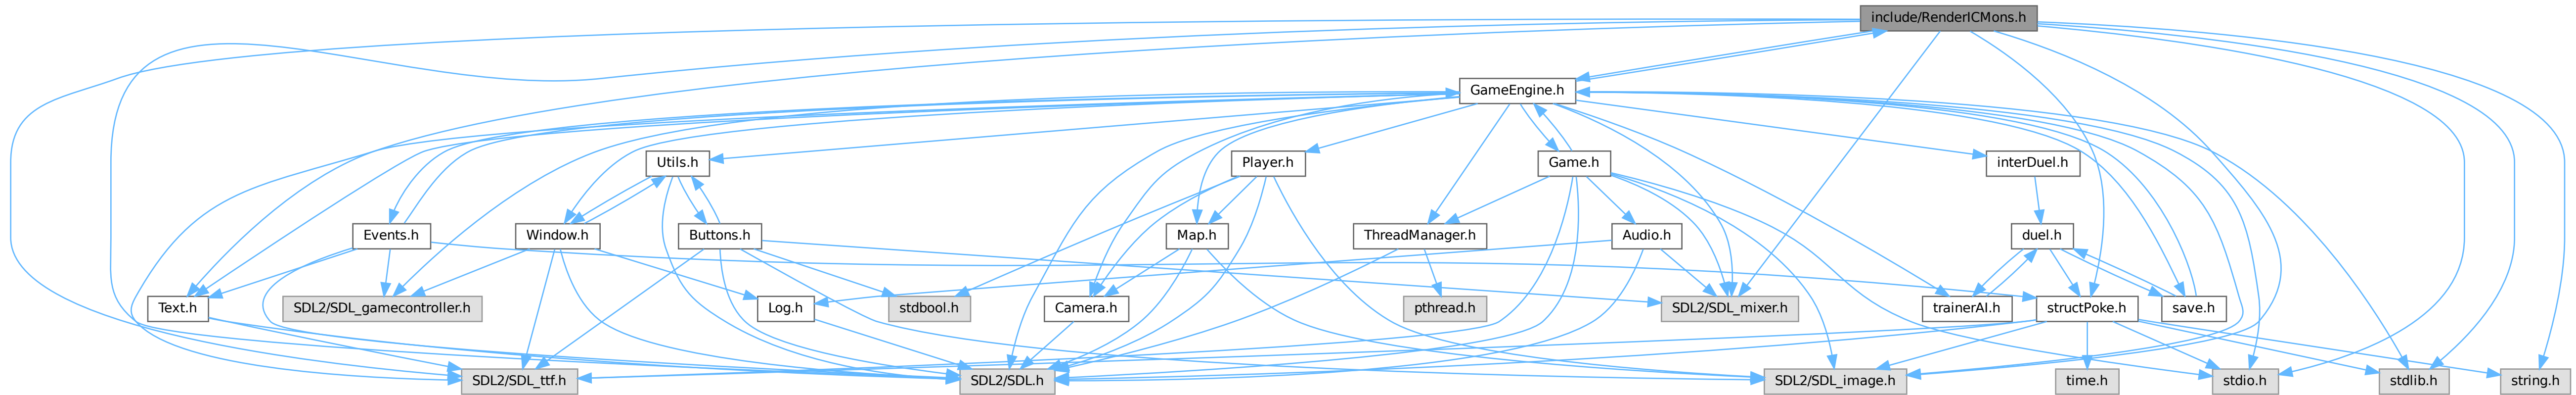 include/RenderICMons.h
GameEngine.h
Utils.h
Player.h
Game.h
interDuel.h
Events.h
Window.h
Buttons.h
Map.h
ThreadManager.h
Audio.h
duel.h
Text.h
SDL2/SDL_gamecontroller.h
Log.h
stdbool.h
Camera.h
pthread.h
SDL2/SDL_mixer.h
trainerAI.h
structPoke.h
save.h
SDL2/SDL_ttf.h
SDL2/SDL.h
SDL2/SDL_image.h
time.h
stdio.h
stdlib.h
string.h